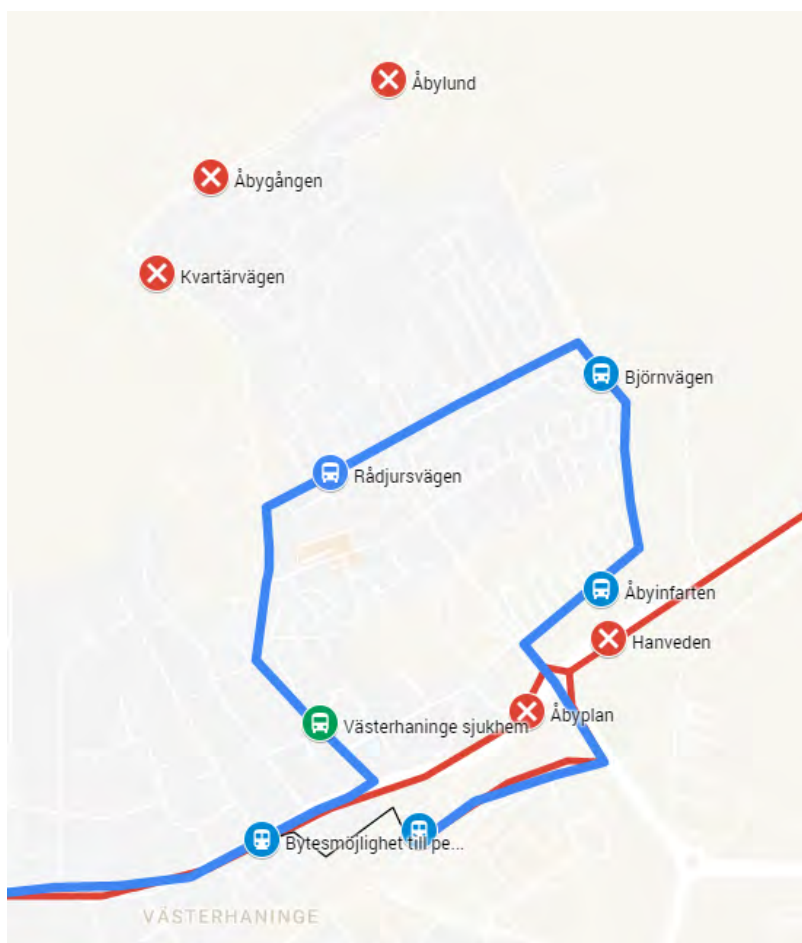 Åbylund
Åbygången
Kvartärvägen
Björnvägen
Rådjursvägen
Åbyinfarten
Hanveden
Åbyplan
Västerhaninge sjukhem
Bytesmöjlighet till pe...
VÄSTERHANINGE